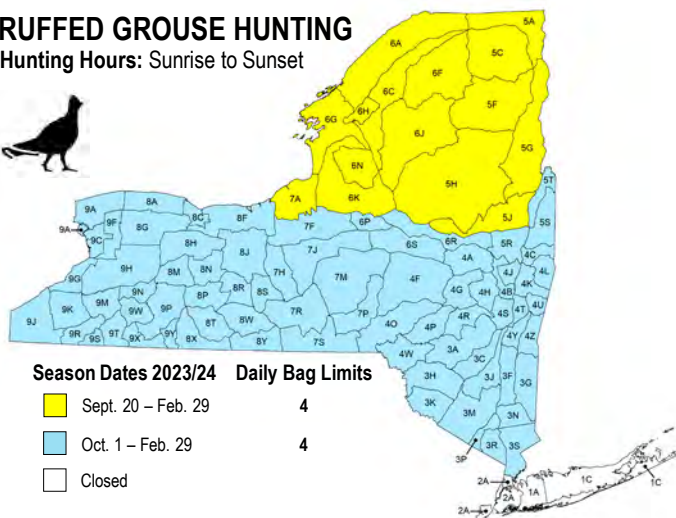 RUFFED GROUSE HUNTING
Hunting Hours: Sunrise to Sunset
5A
6A
5C
6C
6F
6H
5F
6G
6J
5G
6N
5H
7A
6K
5J
5T
9A
8A
8C
8F
7F
6P
5S
9A
9F
8G
6S
6R
5R
9C
8H
8J
7J
4A
4C
9H
8M
8N
7H
7M
4F
4J
4L
9G
4G
4H
4B
4K
9N
8P
8R
8S
9K
9M
9W
9P
7R
7P
4R
4S
4T
4U
9J
8T
8W
4O
4P
9R
9S
9T
9X
9Y
8X
8Y
7S
4Y
4Z
4W
3A
3C
3H
3J
3F
3G
3K
3M
3N
3P
3R
3S
2A
2A
2A
1A
1C
1C
Season Dates 2023/24 Daily Bag Limits
Sept. 20 – Feb. 29 4
Oct. 1 – Feb. 29 4
Closed